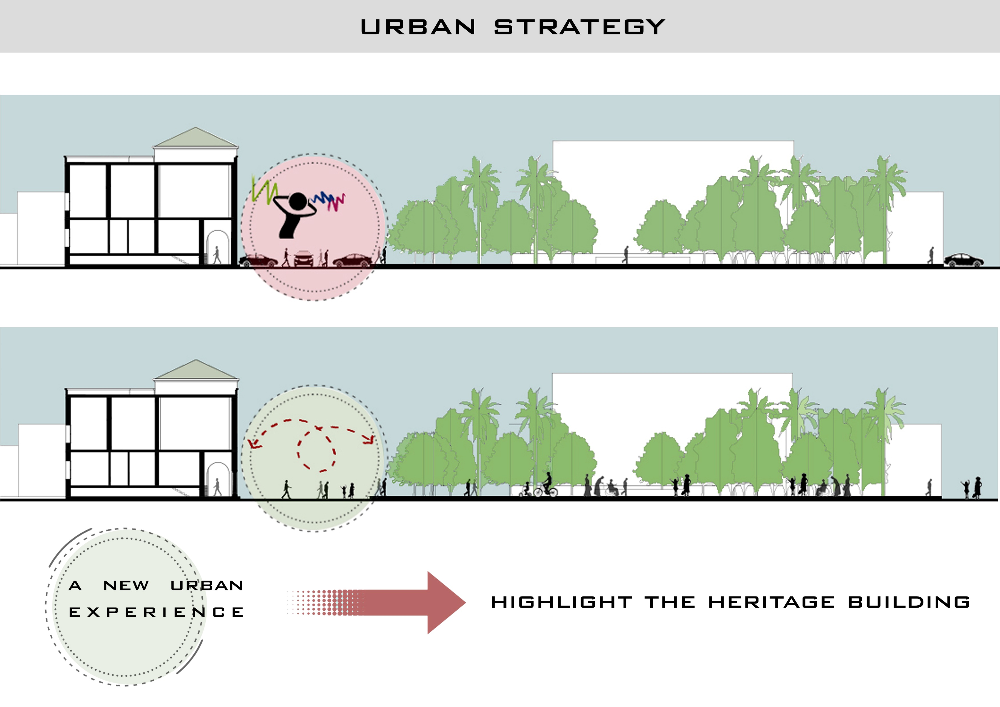 URBAN STRATEGY
A NEW URBAN
EXPERIENCE
HIGHLIGHT THE HERITAGE BUILDING